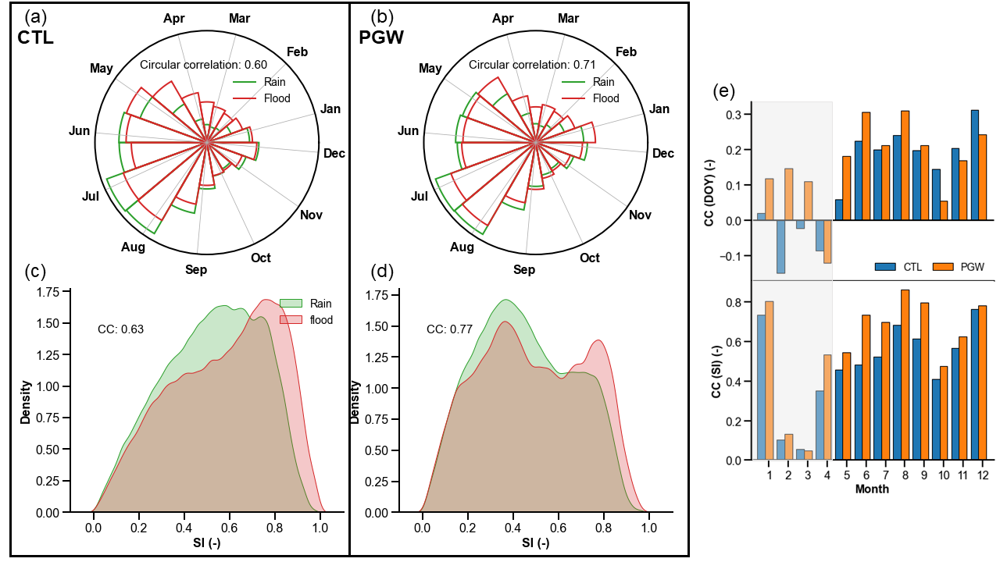 (a)
CTL
Apr
Mar
Feb
Jan
Dec
Nov
Oct
Sep
Aug
Jul
Jun
May
Circular correlation: 0.60
Rain
Flood
(b)
PGW
Apr
Mar
Feb
Jan
Dec
Nov
Oct
Sep
Aug
Jul
Jun
May
Circular correlation: 0.71
Rain
Flood
(c)
1.75
1.50
1.25
1.00
0.75
0.50
0.25
0.00
Density
CC: 0.63
Rain
flood
0.0 0.2 0.4 0.6 0.8 1.0
SI (-)
(d)
1.75
1.50
1.25
1.00
0.75
0.50
0.25
0.00
Density
CC: 0.77
0.0 0.2 0.4 0.6 0.8 1.0
SI (-)
(e)
0.3
0.2
0.1
0.0
−0.1
CC (DOY) (-)
CTL PGW
0.8
0.6
0.4
0.2
0.0
CC (SI) (-)
1 2 3 4 5 6 7 8 9 10 11 12
Month